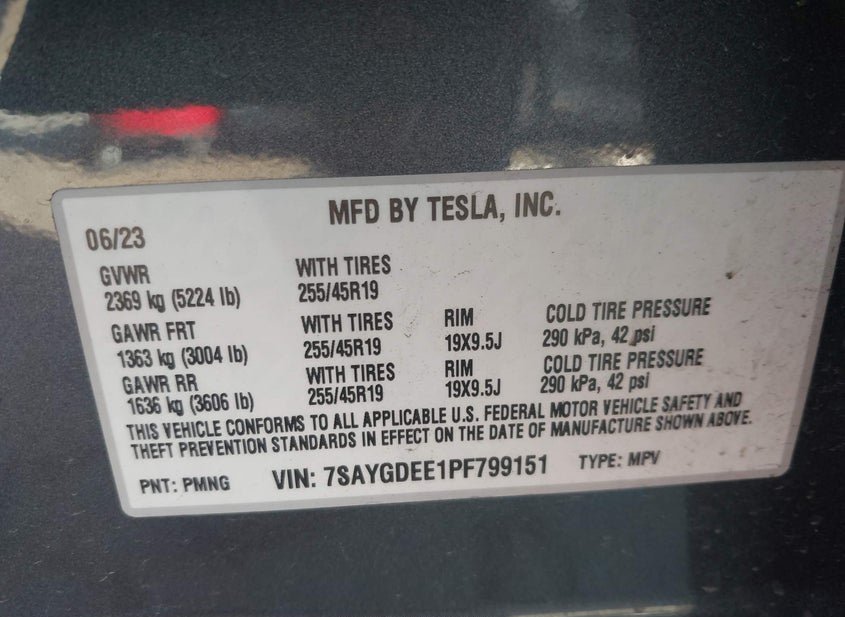 MFD BY TESLA, INC.
06/23
GVWR WITH TIRES
2369 kg (5224 lb) 255/45R19
GAWR FRT WITH TIRES RIM COLD TIRE PRESSURE
1363 kg (3004 lb) 255/45R19 19X9.5J 290 kPa, 42 psi
GAWR RR WITH TIRES RIM COLD TIRE PRESSURE
1636 kg (3606 lb) 255/45R19 19X9.5J 290 kPa, 42 psi
THIS VEHICLE CONFORMS TO ALL APPLICABLE U.S. FEDERAL MOTOR VEHICLE SAFETY AND
THEFT PREVENTION STANDARDS IN EFFECT ON THE DATE OF MANUFACTURE SHOWN ABOVE.
PNT: PMNG VIN: 7SAYGDEE1PF799151 TYPE: MPV